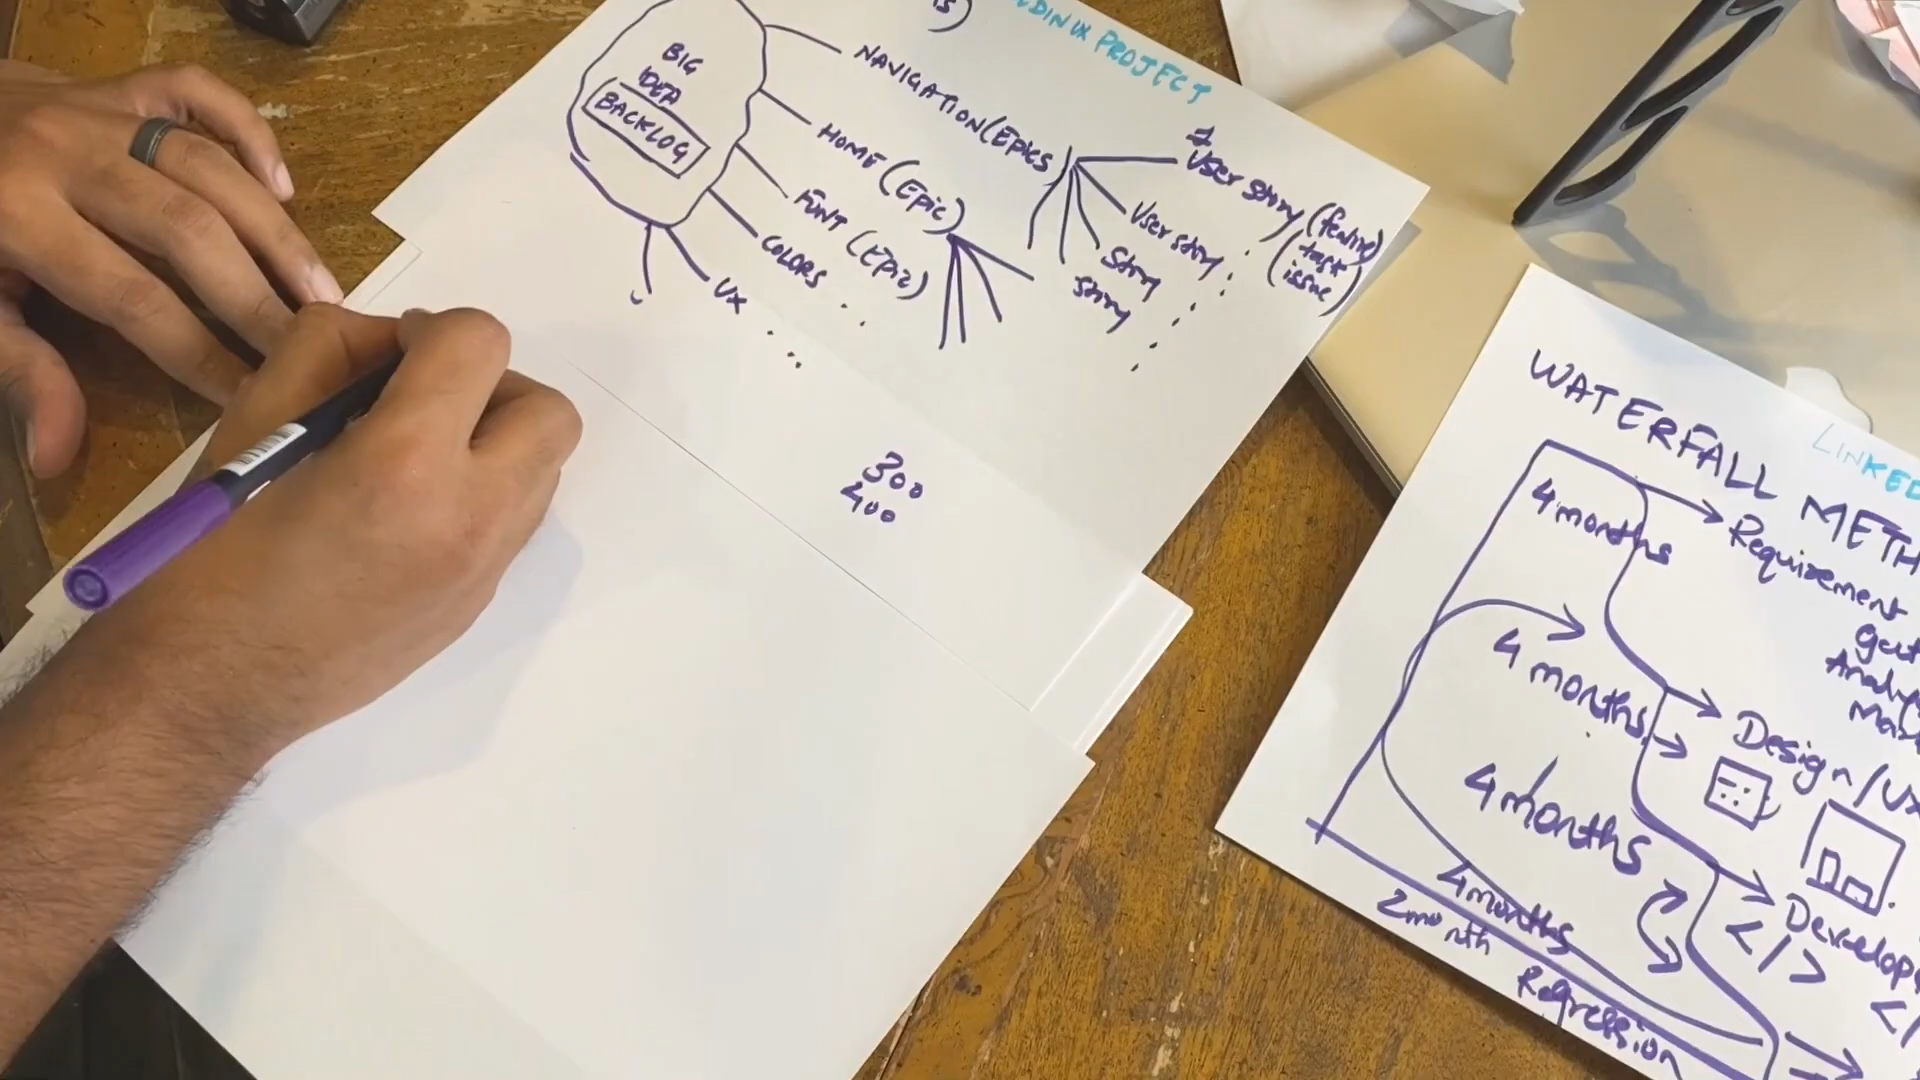 PROJECT
BIG
IDEA
BACKLOG
NAVIGATION (Epics
HOME (Epic)
FONT (Epic)
COLORS
UX
User story (feature
task
issue)
User story
Story
Story
300
400
WATERFALL METH
LINKED
4 months
Requirement
4 months
Design/UX
4 months
4 months
Develop
</>
2 month
Regression